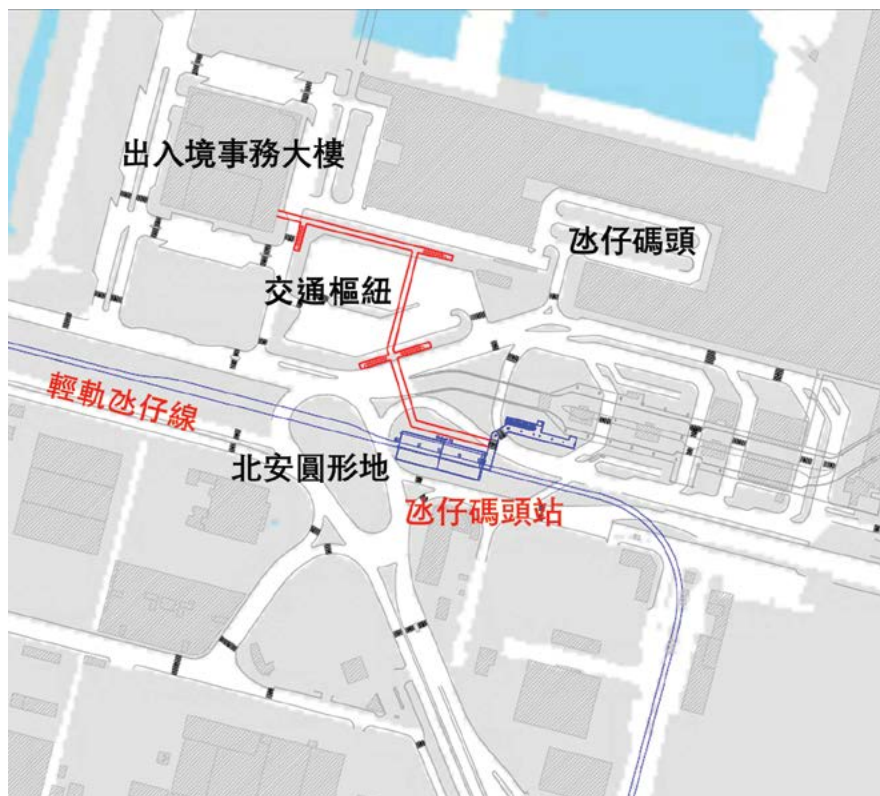 出入境事務大樓
氹仔碼頭
交通樞紐
輕軌氹仔線
北安圓形地
氹仔碼頭站